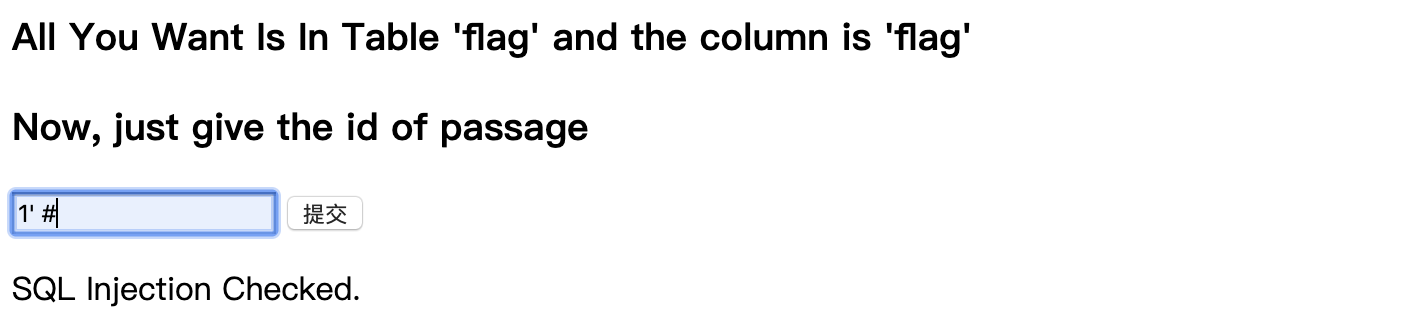 All You Want Is In Table 'flag' and the column is 'flag'
Now, just give the id of passage
1' # 提交
SQL Injection Checked.